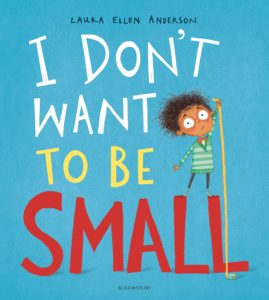 LAURA ELLEN ANDERSON
I DON'T
WANT
TO BE
SMALL
BLOOMSBURY